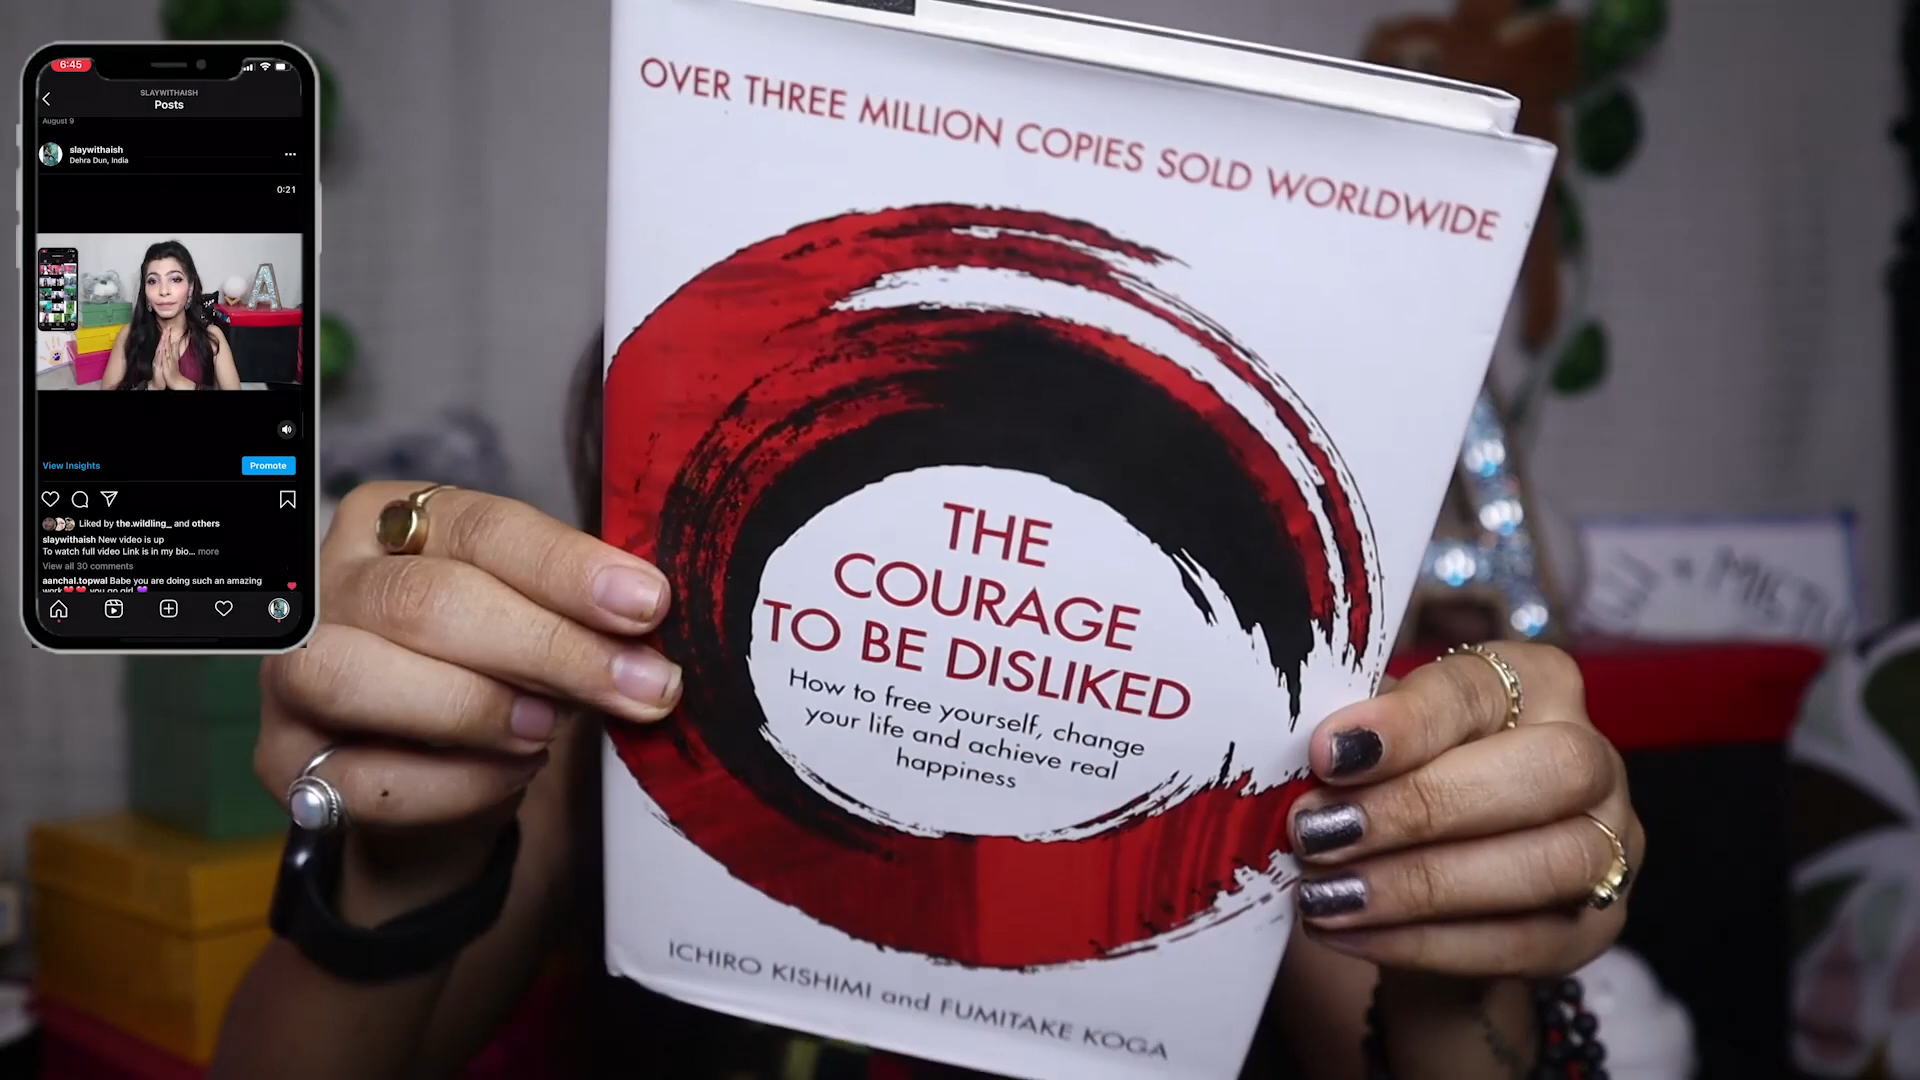 6:45
SLAYWITHAISH
Posts
August 9
slaywithaish
Dehra Dun, India
0:21
View Insights
Promote
Liked by the.wildling_ and others
slaywithaish New video is up
To watch full video Link is in my bio... more
View all 30 comments
aanchal.topwal Babe you are doing such an amazing
work❤️❤️ you go girl 💜
OVER THREE MILLION COPIES SOLD WORLDWIDE
THE
COURAGE
TO BE DISLIKED
How to free yourself, change
your life and achieve real
happiness
ICHIRO KISHIMI and FUMITAKE KOGA
A